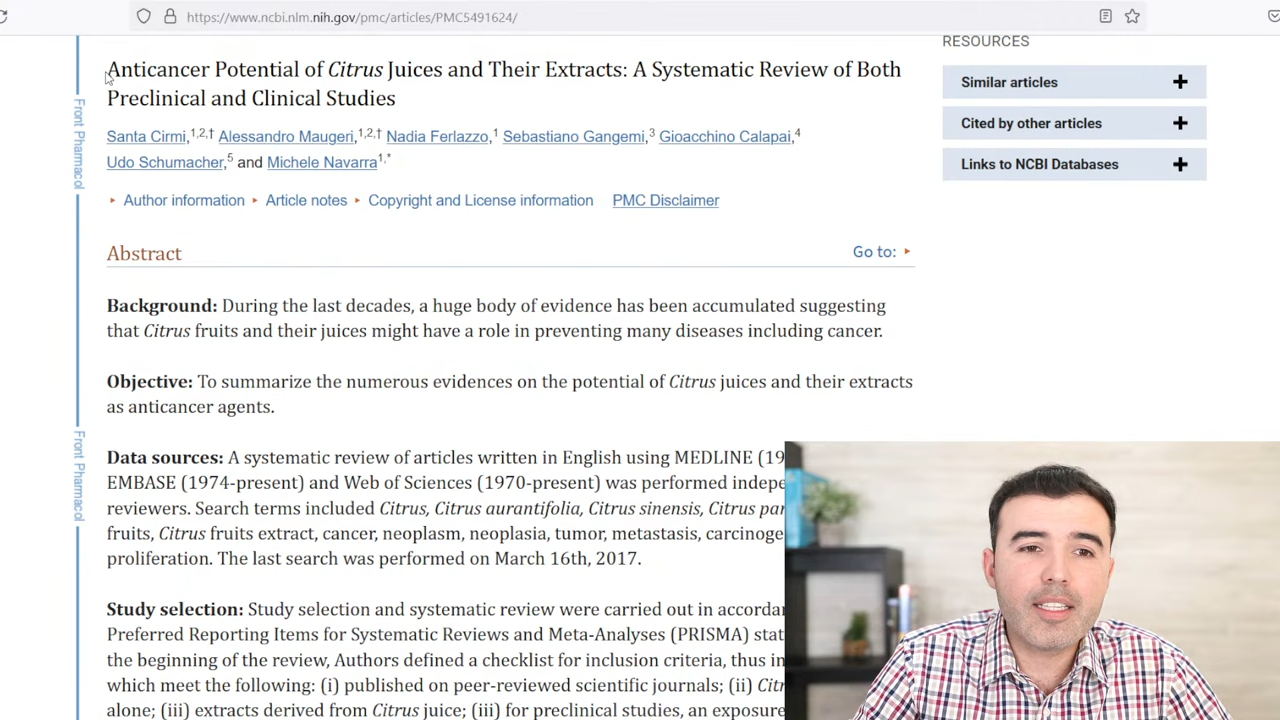 https://www.ncbi.nlm.nih.gov/pmc/articles/PMC5491624/
RESOURCES
Anticancer Potential of Citrus Juices and Their Extracts: A Systematic Review of Both
Preclinical and Clinical Studies
Similar articles
Cited by other articles
Links to NCBI Databases
Front Pharmacol
Santa Cirmi,1,2,† Alessandro Maugeri,1,2,† Nadia Ferlazzo,1 Sebastiano Gangemi,3 Gioacchino Calapai,4
Udo Schumacher,5 and Michele Navarra1,*
Author information Article notes Copyright and License information PMC Disclaimer
Abstract
Go to:
Background: During the last decades, a huge body of evidence has been accumulated suggesting
that Citrus fruits and their juices might have a role in preventing many diseases including cancer.
Objective: To summarize the numerous evidences on the potential of Citrus juices and their extracts
as anticancer agents.
Front Pharmacol
Data sources: A systematic review of articles written in English using MEDLINE (19
EMBASE (1974-present) and Web of Sciences (1970-present) was performed indepe
reviewers. Search terms included Citrus, Citrus aurantifolia, Citrus sinensis, Citrus par
fruits, Citrus fruits extract, cancer, neoplasm, neoplasia, tumor, metastasis, carcinoge
proliferation. The last search was performed on March 16th, 2017.
Study selection: Study selection and systematic review were carried out in accordan
Preferred Reporting Items for Systematic Reviews and Meta-Analyses (PRISMA) stat
the beginning of the review, Authors defined a checklist for inclusion criteria, thus in
which meet the following: (i) published on peer-reviewed scientific journals; (ii) Citr
alone; (iii) extracts derived from Citrus juice; (iii) for preclinical studies, an exposure